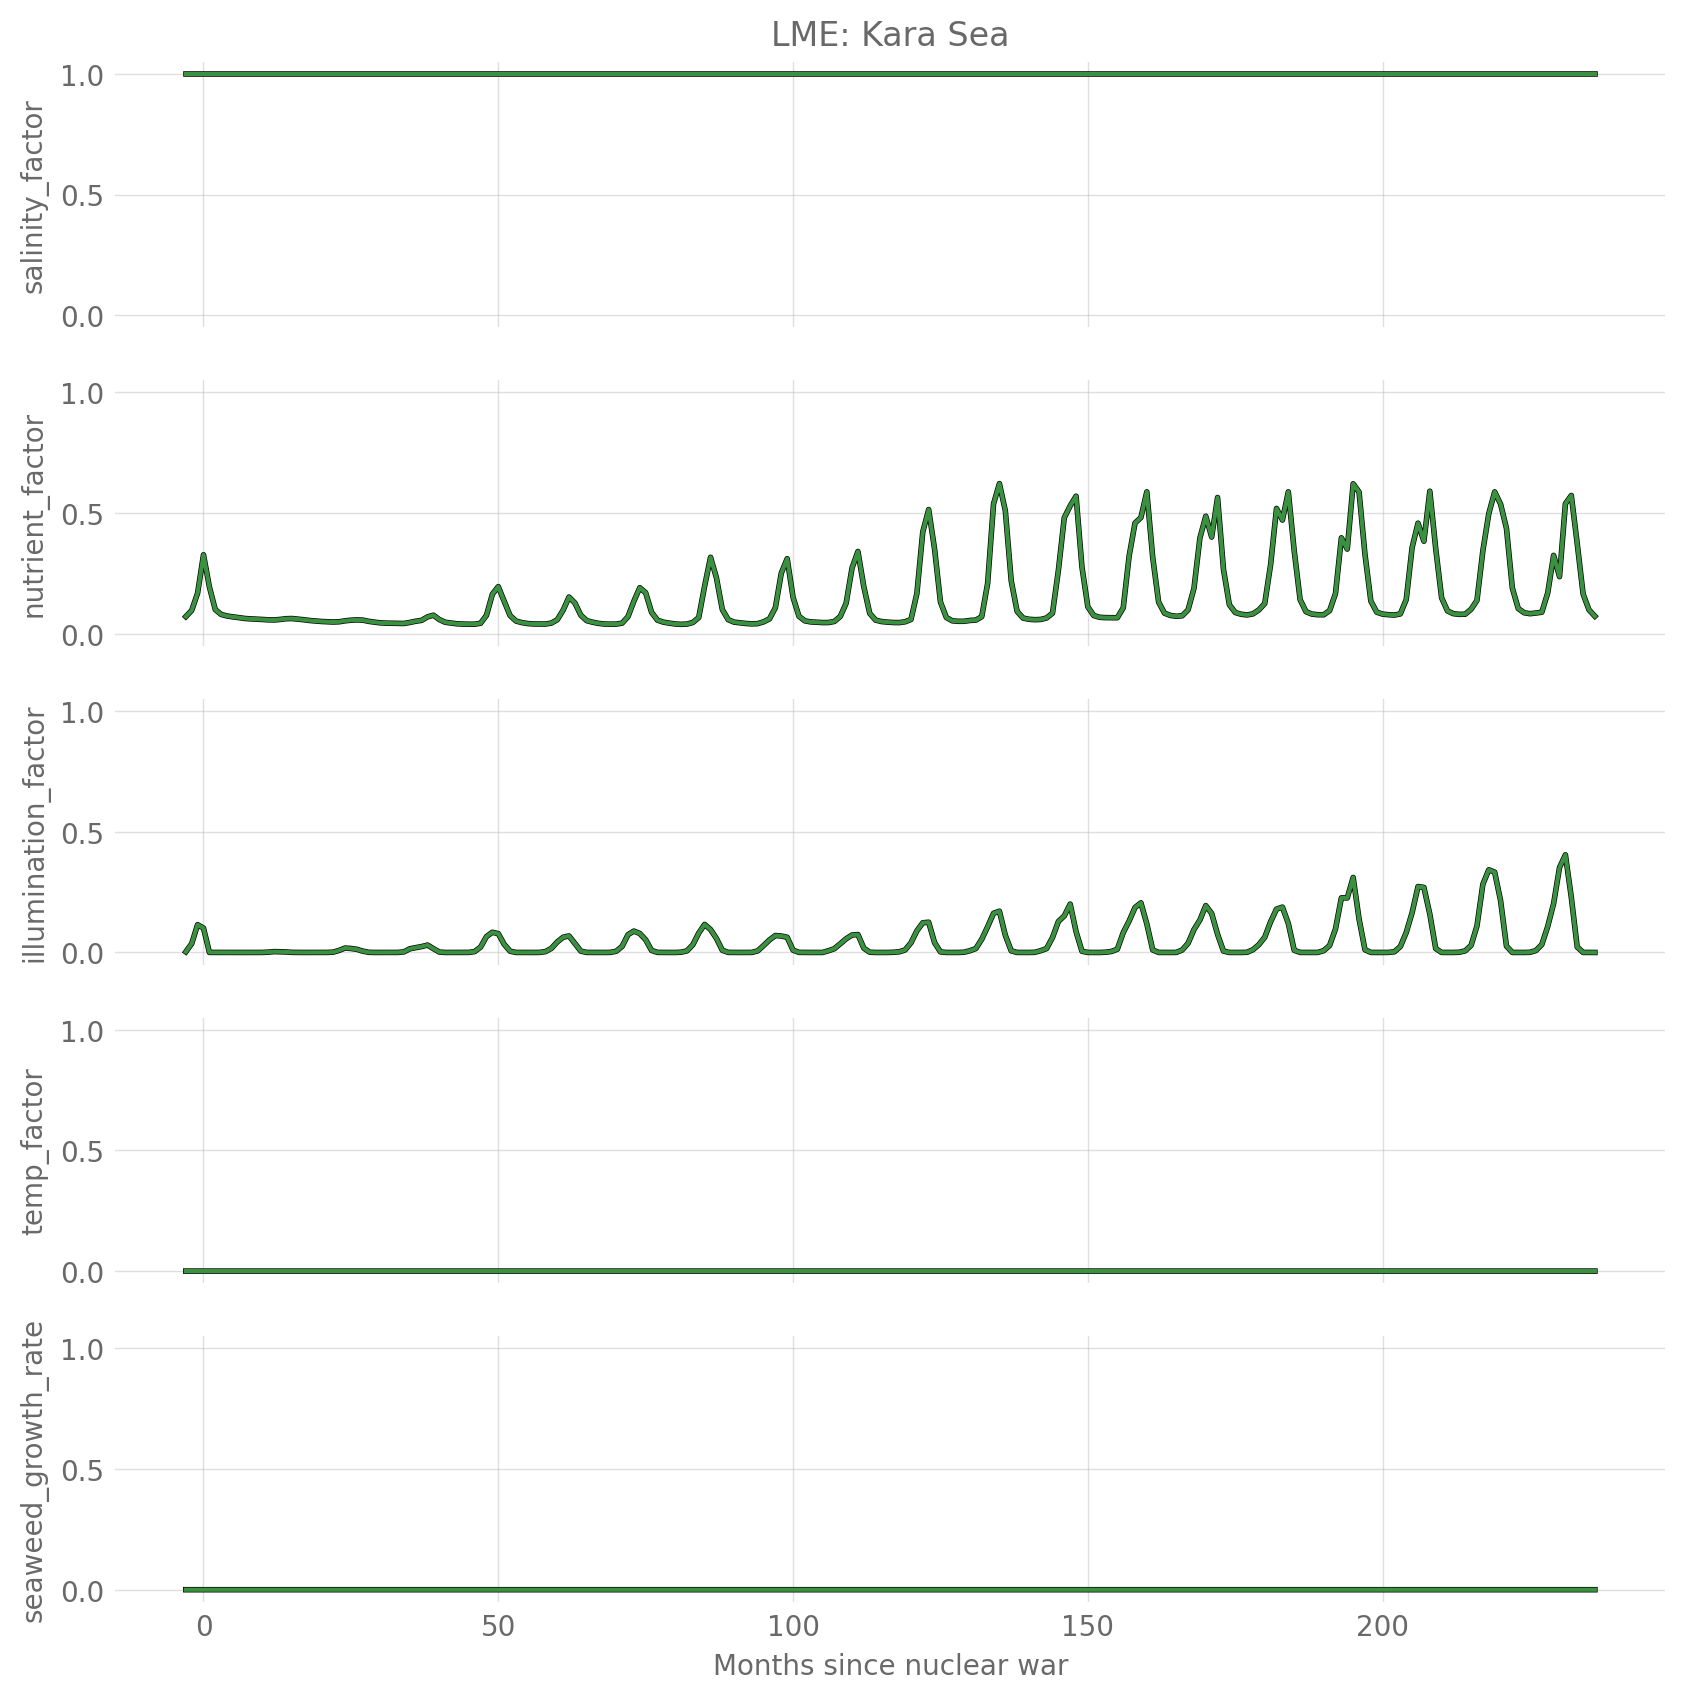 LME: Kara Sea
salinity_factor
1.0
0.5
0.0
nutrient_factor
1.0
0.5
0.0
illumination_factor
1.0
0.5
0.0
temp_factor
1.0
0.5
0.0
seaweed_growth_rate
1.0
0.5
0.0
0 50 100 150 200
Months since nuclear war